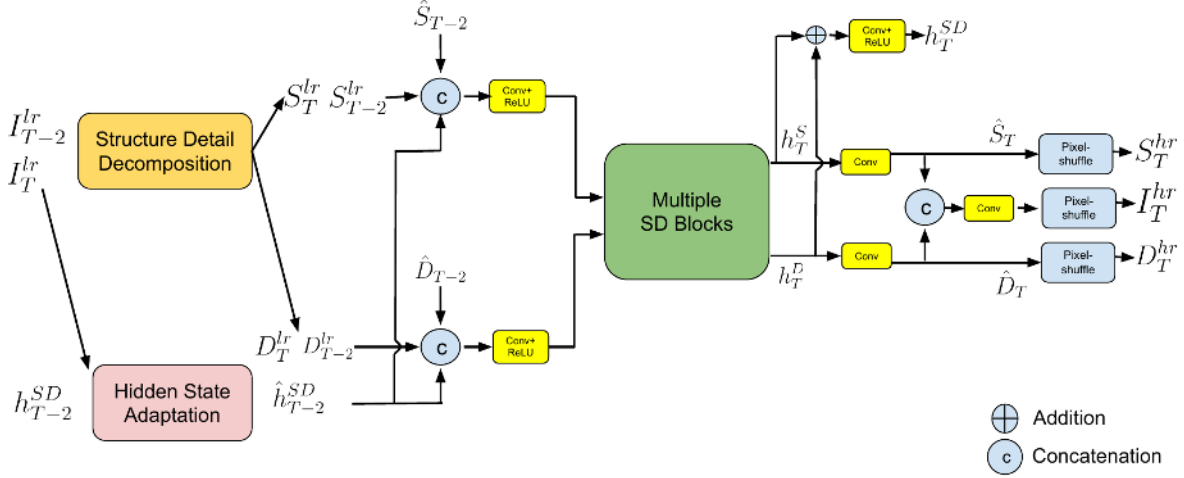 Ŝ_{T-2}
Conv+
ReLU
h_T^{SD}
I_{T-2}^{lr}
I_T^{lr}
Structure Detail
Decomposition
S_T^{lr} S_{T-2}^{lr}
c
Conv+
ReLU
Multiple
SD Blocks
h_T^S
Conv
Ŝ_T
Pixel-
shuffle
S_T^{hr}
c
Conv
Pixel-
shuffle
I_T^{hr}
h_T^D
Conv
D̂_T
Pixel-
shuffle
D_T^{hr}
D̂_{T-2}
D_T^{lr} D_{T-2}^{lr}
c
Conv+
ReLU
h_{T-2}^{SD}
Hidden State
Adaptation
ĥ_{T-2}^{SD}
Addition
c
Concatenation